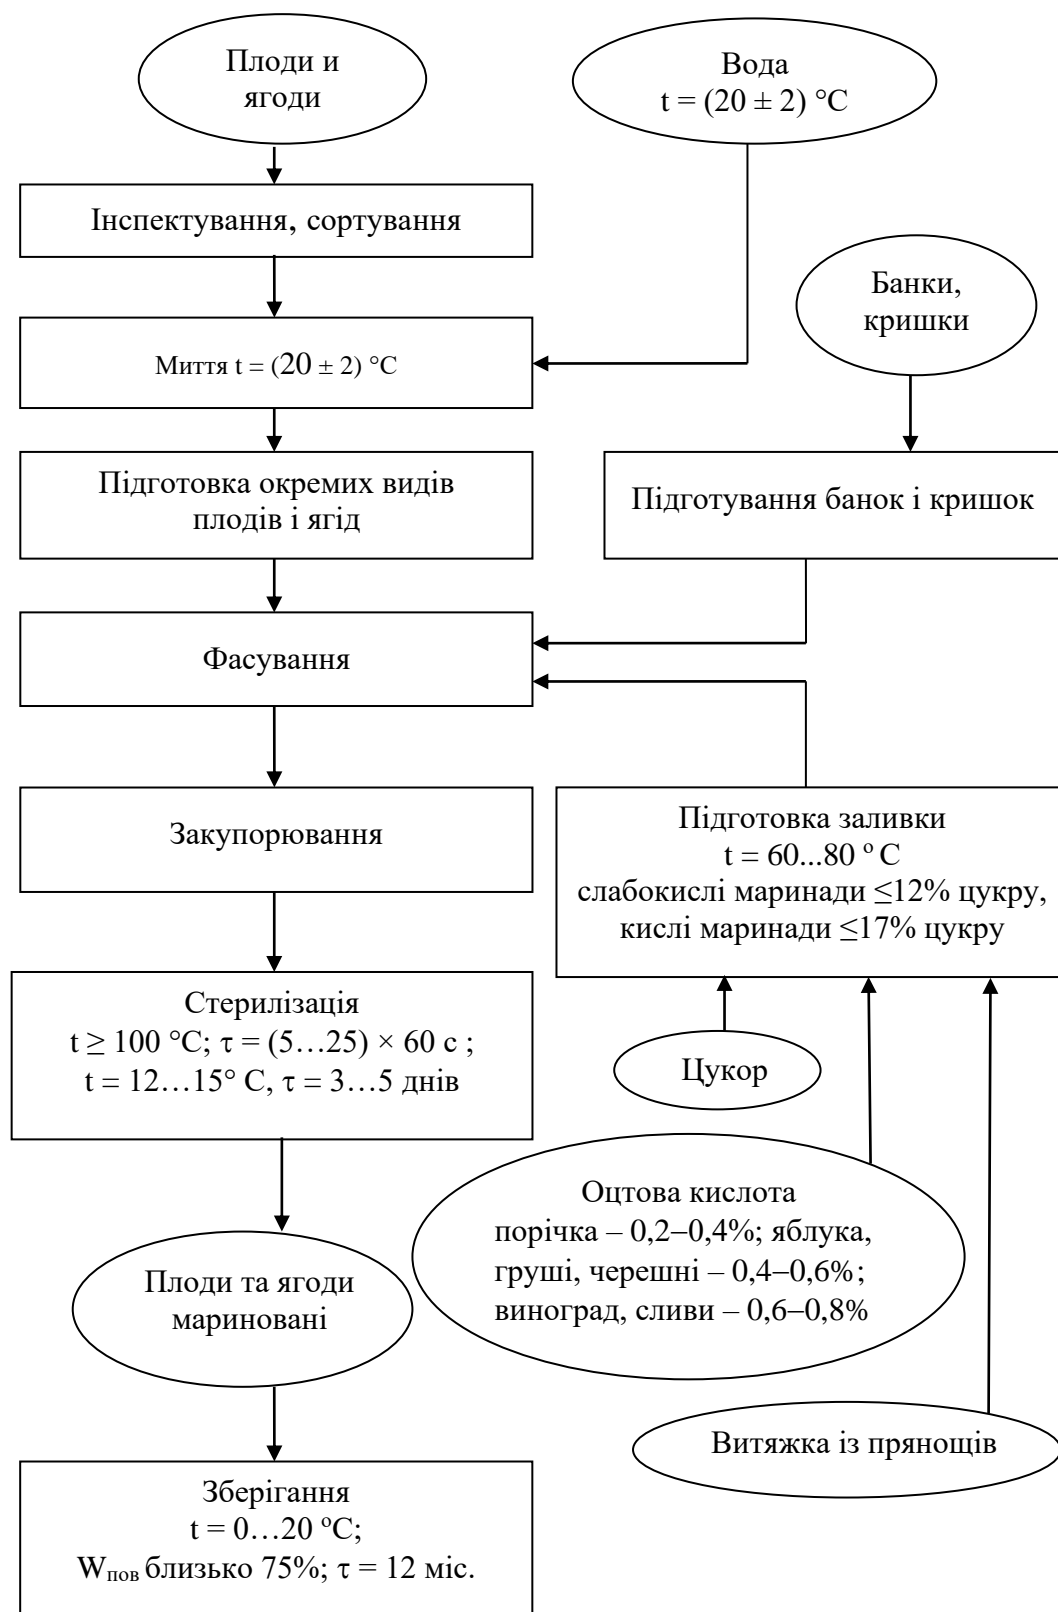 Плоди и
ягоди
Вода
t = (20 ± 2) °C
Інспектування, сортування
Банки,
кришки
Миття t = (20 ± 2) °C
Підготовка окремих видів
плодів і ягід
Підготування банок і кришок
Фасування
Закупорювання
Підготовка заливки
t = 60...80 º C
слабокислі маринади ≤12% цукру,
кислі маринади ≤17% цукру
Стерилізація
t ≥ 100 °C; τ = (5…25) × 60 с ;
t = 12…15° C, τ = 3…5 днів
Цукор
Оцтова кислота
порічка – 0,2–0,4%; яблука,
груші, черешні – 0,4–0,6%;
виноград, сливи – 0,6–0,8%
Плоди та ягоди
мариновані
Витяжка із прянощів
Зберігання
t = 0…20 ºC;
Wпов близько 75%; τ = 12 міс.